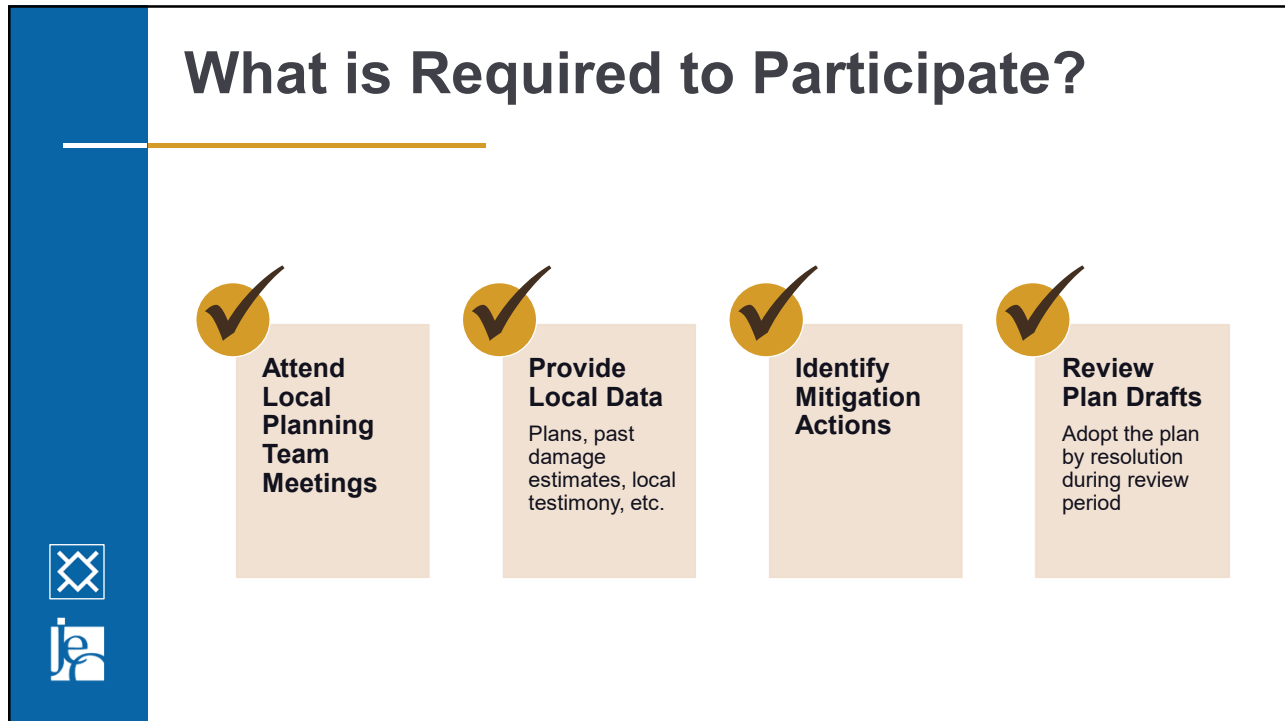 What is Required to Participate?
Attend
Local
Planning
Team
Meetings
Provide
Local Data
Plans, past
damage
estimates, local
testimony, etc.
Identify
Mitigation
Actions
Review
Plan Drafts
Adopt the plan
by resolution
during review
period
jeo